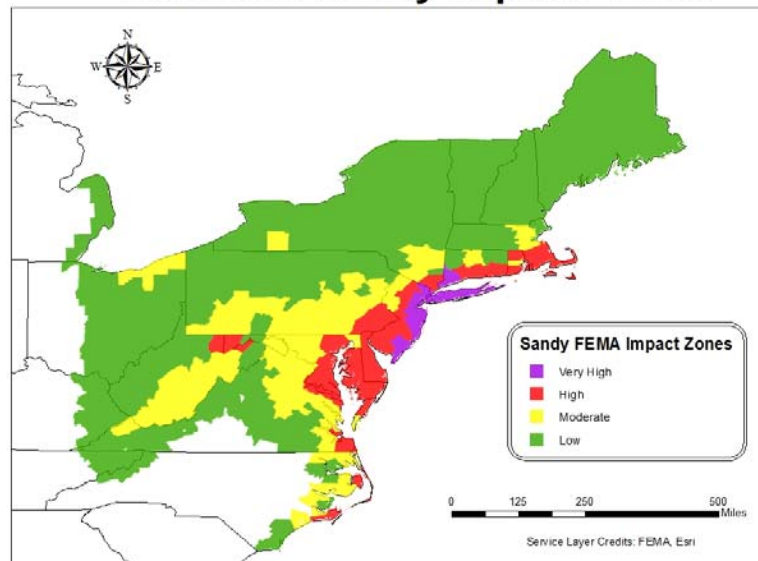 N
W E
S
Sandy FEMA Impact Zones
Very High
High
Moderate
Low
0 125 250 500
Miles
Service Layer Credits: FEMA, Esri